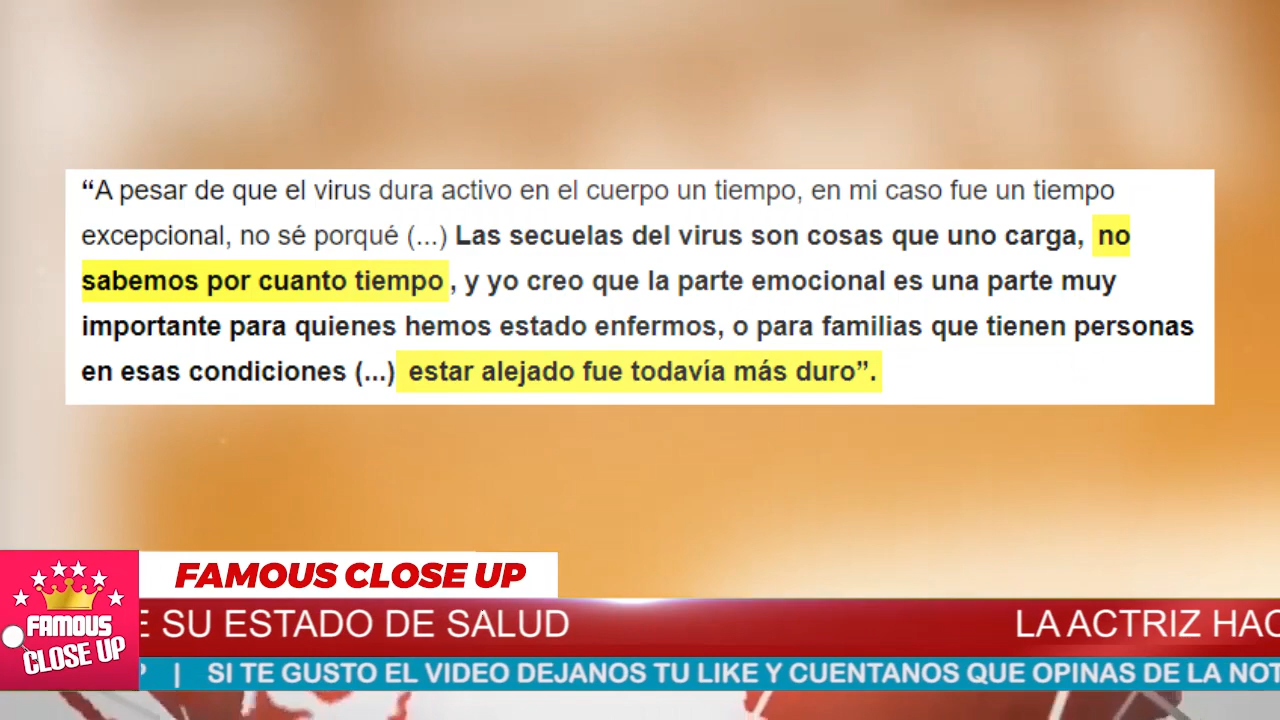 “A pesar de que el virus dura activo en el cuerpo un tiempo, en mi caso fue un tiempo
excepcional, no sé porqué (...) Las secuelas del virus son cosas que uno carga, no
sabemos por cuanto tiempo, y yo creo que la parte emocional es una parte muy
importante para quienes hemos estado enfermos, o para familias que tienen personas
en esas condiciones (...) estar alejado fue todavía más duro”.
FAMOUS CLOSE UP
FAMOUS
CLOSE UP
SU ESTADO DE SALUD LA ACTRIZ
| SI TE GUSTO EL VIDEO DEJANOS TU LIKE Y CUENTANOS QUE OPINAS DE LA